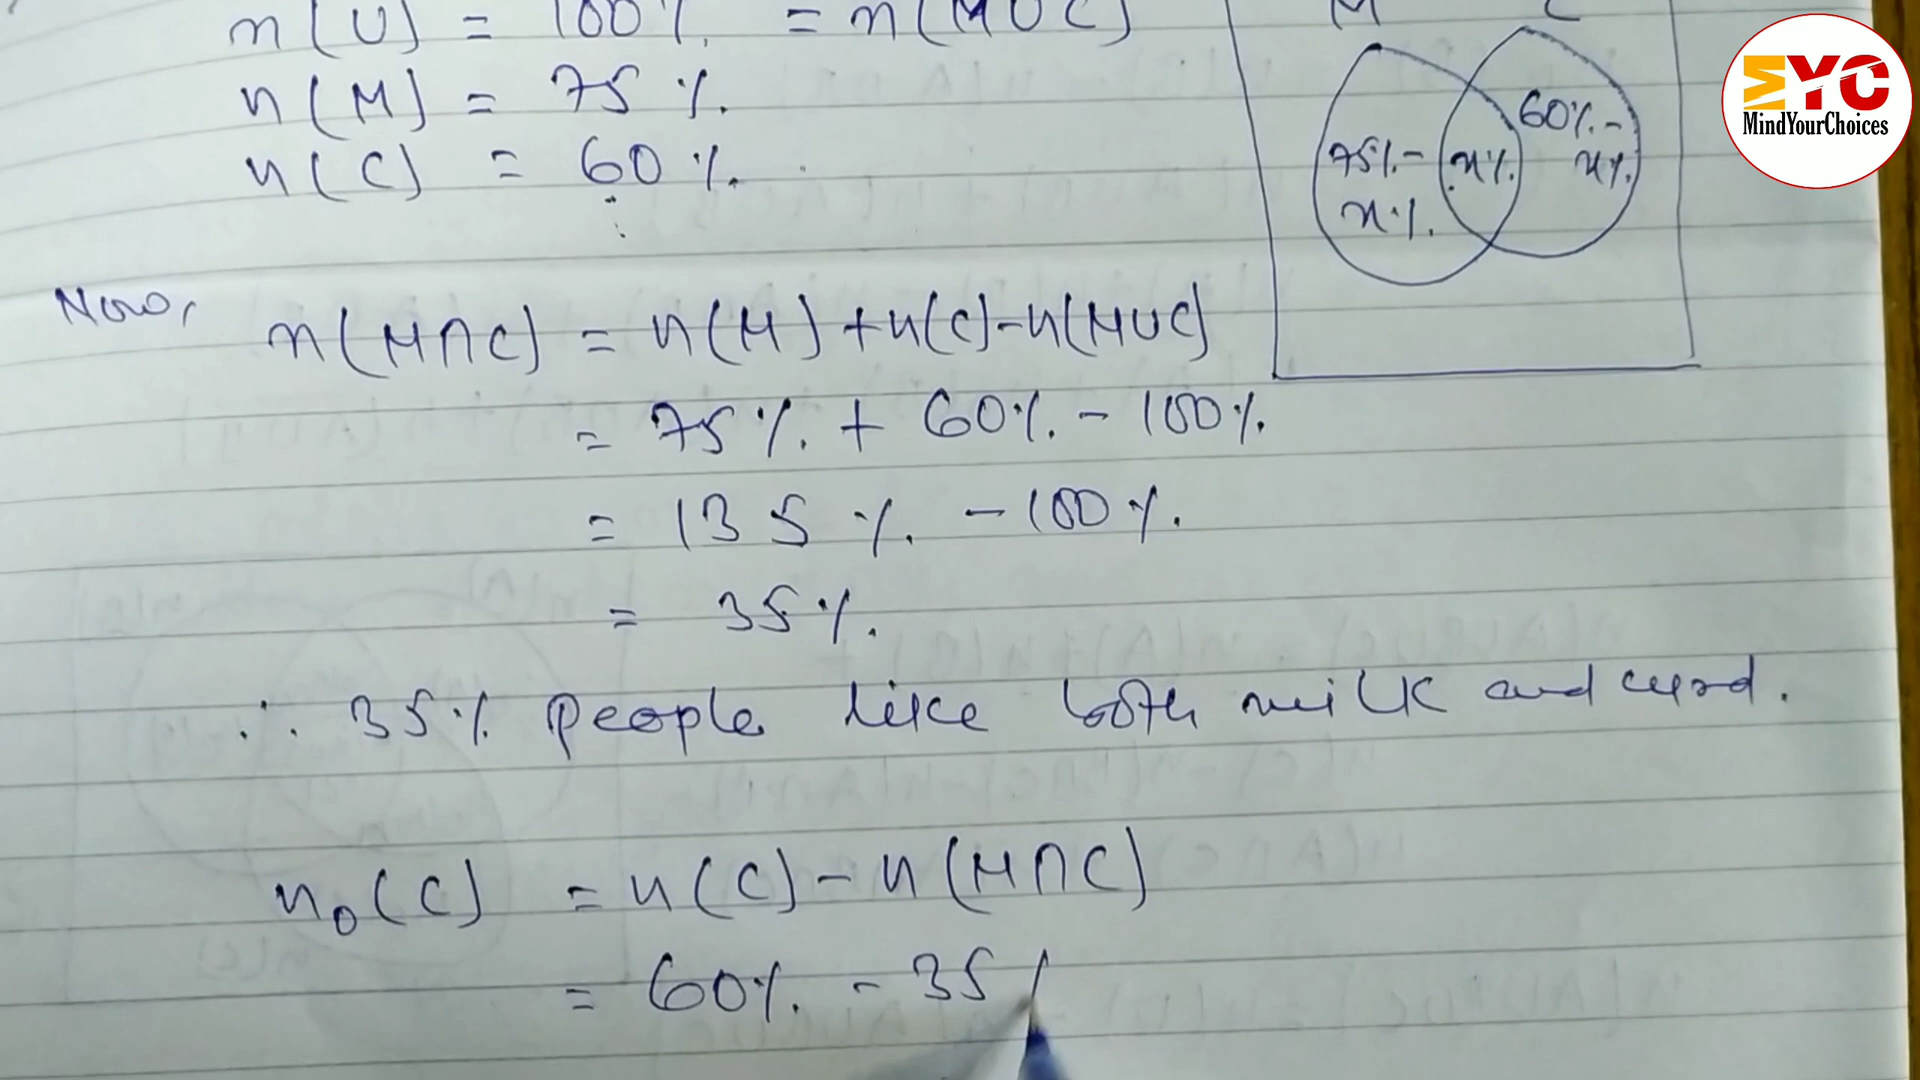 n(U) = 100% = n(M∪C)
n(M) = 75%.
n(C) = 60%.
M C
75%- x%.
x%.
60%-
x%.
MYC
MindYourChoices
Now,
n(M∩C) = n(M)+n(C)-n(M∪C)
= 75%. + 60%. - 100%.
= 135%. - 100%.
= 35%.
∴ 35% people like both milk and curd.
n₀(C) = n(C) - n(M∩C)
= 60%. - 35